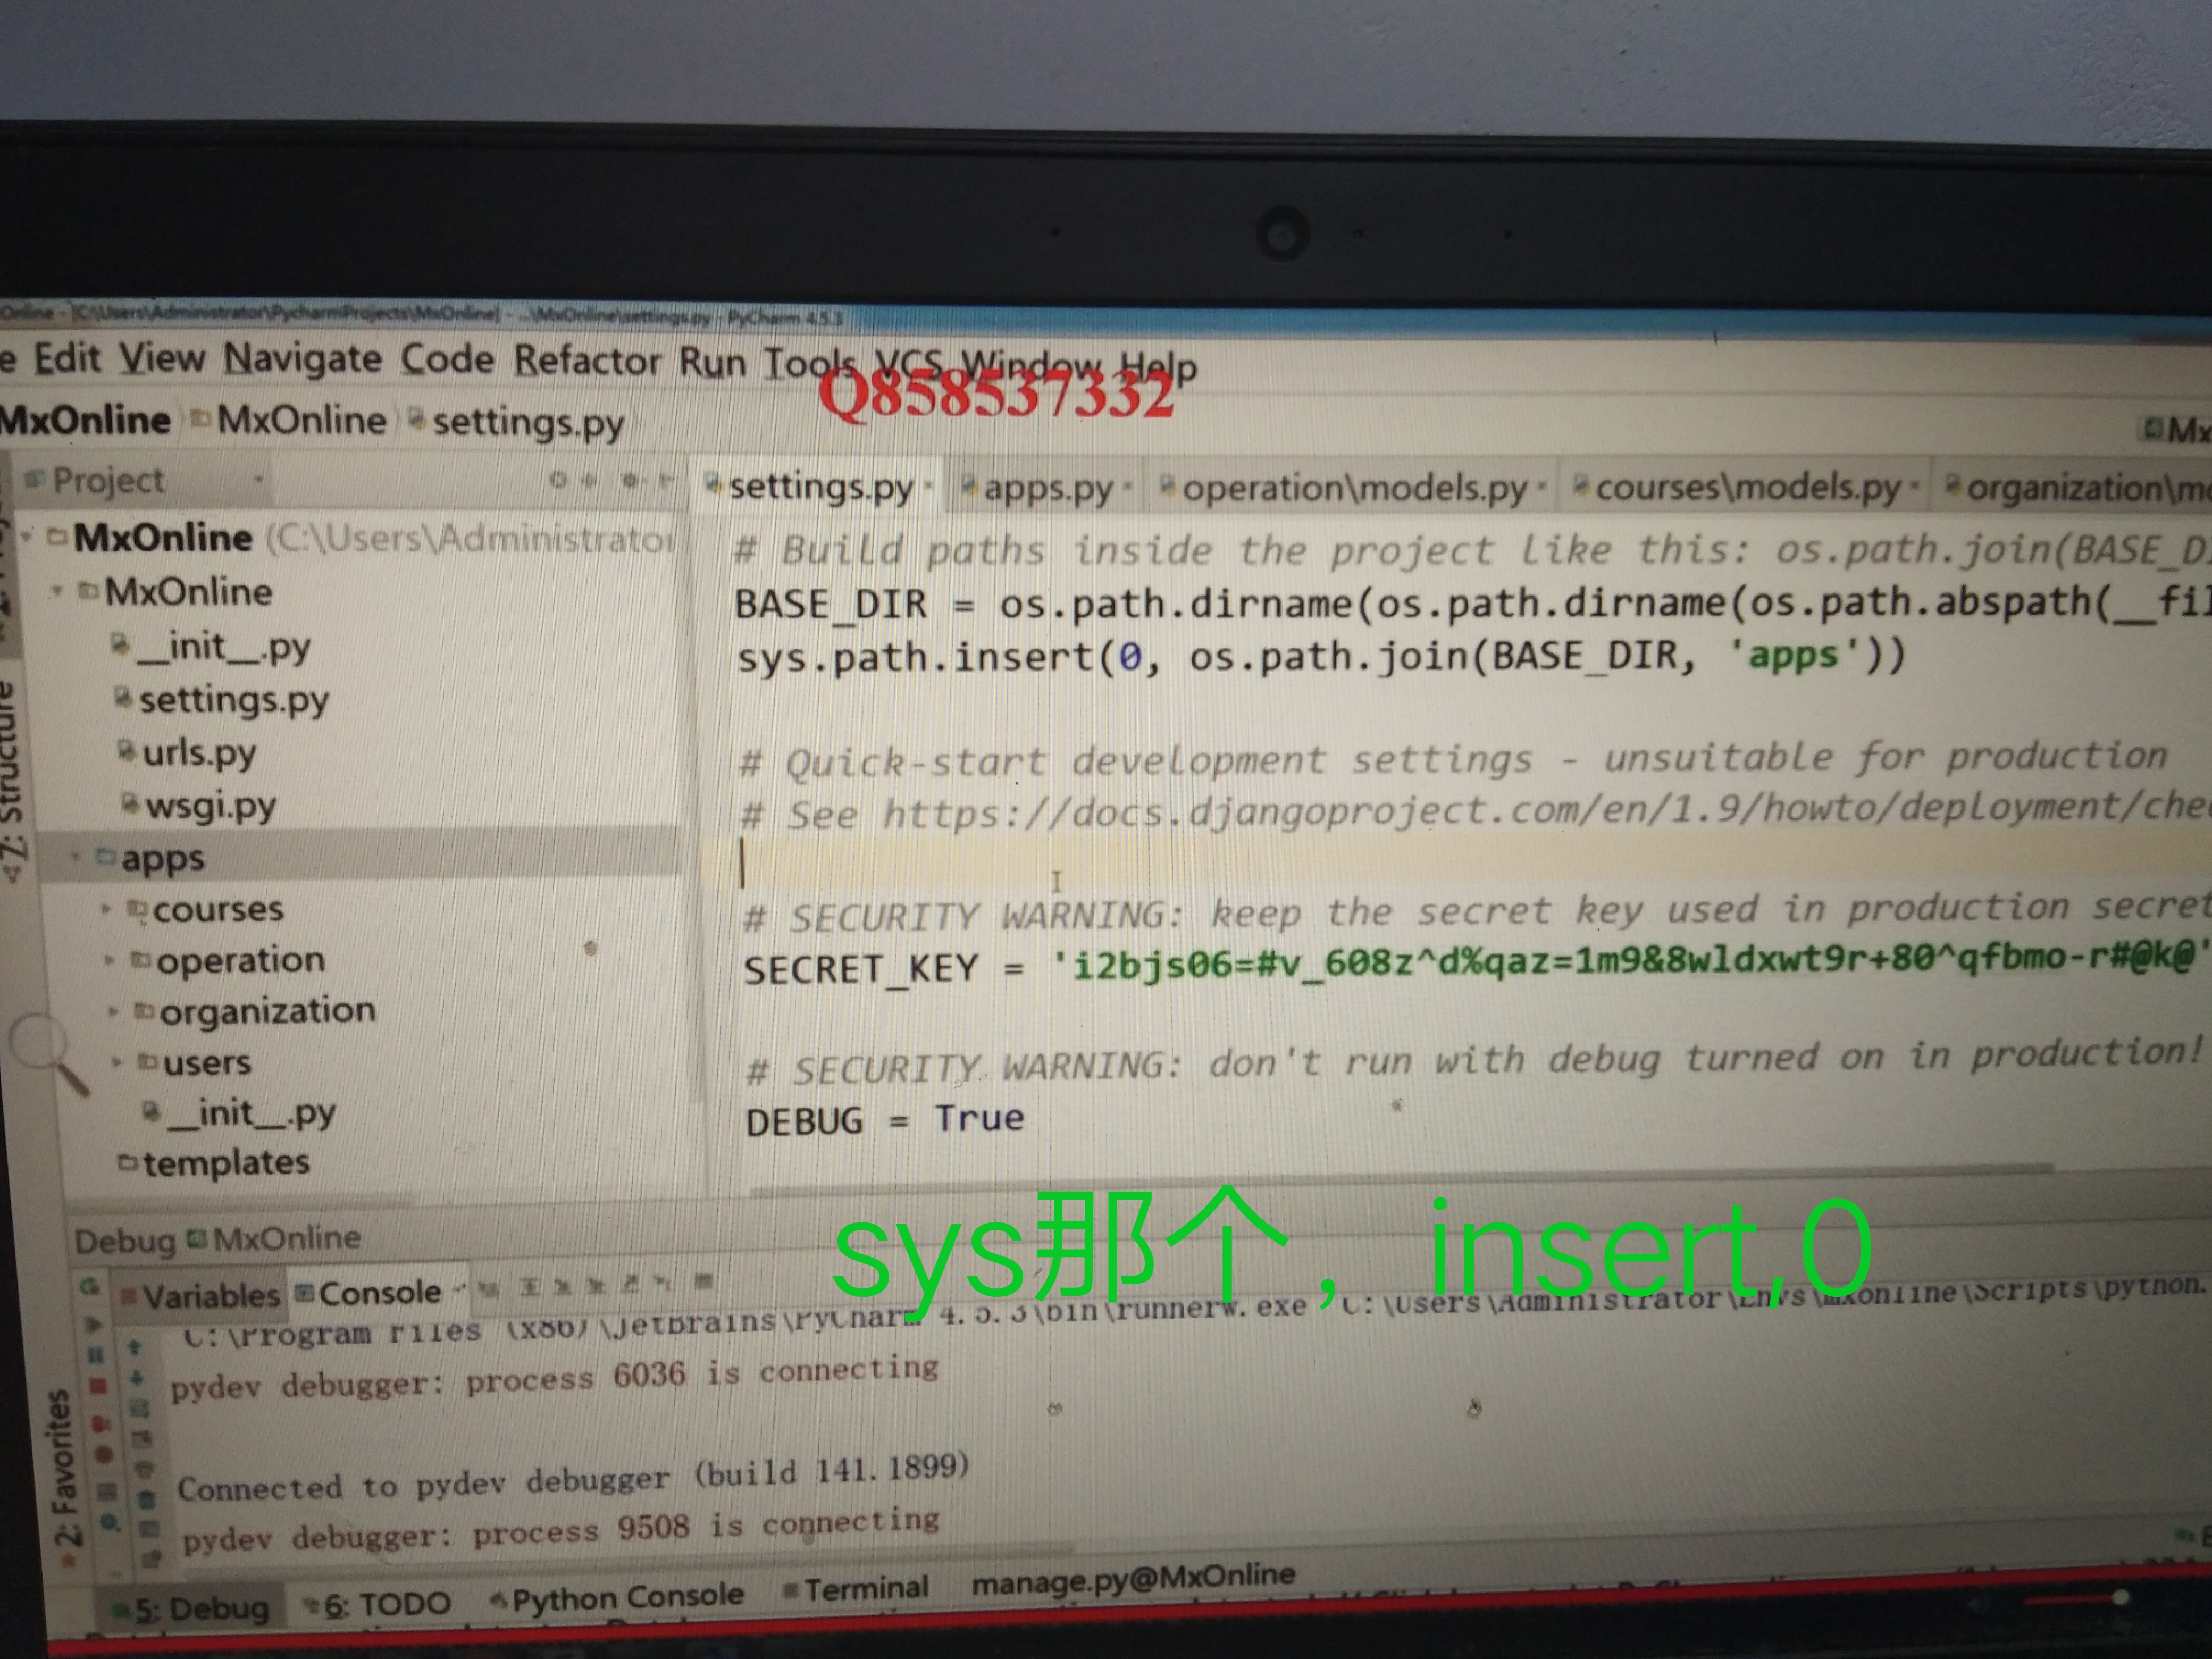 Online - [C:\Users\Administrator\PycharmProjects\MxOnline] - ...\MxOnline\settings.py - PyCharm 4.5.3
e Edit View Navigate Code Refactor Run Tools VCS Window Help
Q858537332
MxOnline MxOnline settings.py
Mx
Project
settings.py apps.py operation\models.py courses\models.py organization\mo
MxOnline (C:\Users\Administrator
MxOnline
__init__.py
settings.py
urls.py
wsgi.py
apps
courses
operation
organization
users
__init__.py
templates
7: Structure
2: Favorites
# Build paths inside the project like this: os.path.join(BASE_D
BASE_DIR = os.path.dirname(os.path.dirname(os.path.abspath(__fil
sys.path.insert(0, os.path.join(BASE_DIR, 'apps'))
# Quick-start development settings - unsuitable for production
# See https://docs.djangoproject.com/en/1.9/howto/deployment/che
# SECURITY WARNING: keep the secret key used in production secret
SECRET_KEY = 'i2bjs06=#v_608z^d%qaz=1m9&8wldxwt9r+80^qfbmo-r#@k@'
# SECURITY WARNING: don't run with debug turned on in production!
DEBUG = True
sys那个，insert,0
Debug MxOnline
Variables Console
C:\Program Files (x86)\JetBrains\PyCharm 4.5.3\bin\runnerw.exe C:\Users\Administrator\Envs\mxonline\Scripts\python.
pydev debugger: process 6036 is connecting
Connected to pydev debugger (build 141.1899)
pydev debugger: process 9508 is connecting
5: Debug 6: TODO Python Console Terminal manage.py@MxOnline